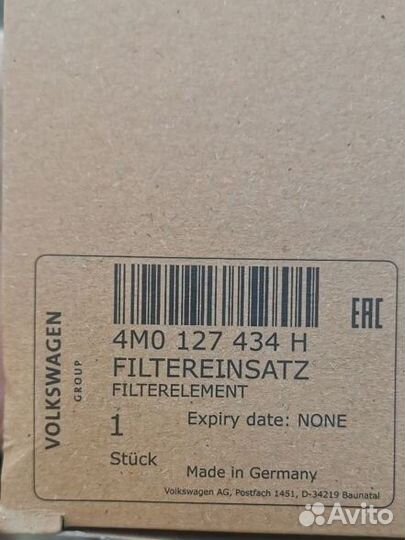 VOLKSWAGEN
GROUP
EAC
4M0 127 434 H
FILTEREINSATZ
FILTERELEMENT
1 Expiry date: NONE
Stück
Made in Germany
Volkswagen AG, Postfach 1451, D-34219 Baunatal
Avito